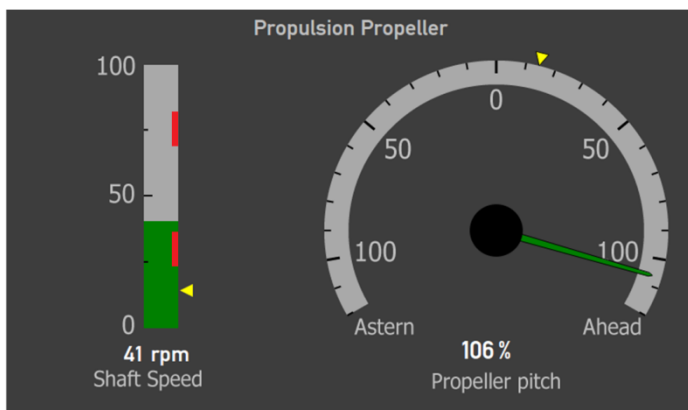 Propulsion Propeller
100
50
0
41 rpm
Shaft Speed
0
50
50
100
100
Astern
Ahead
106 %
Propeller pitch